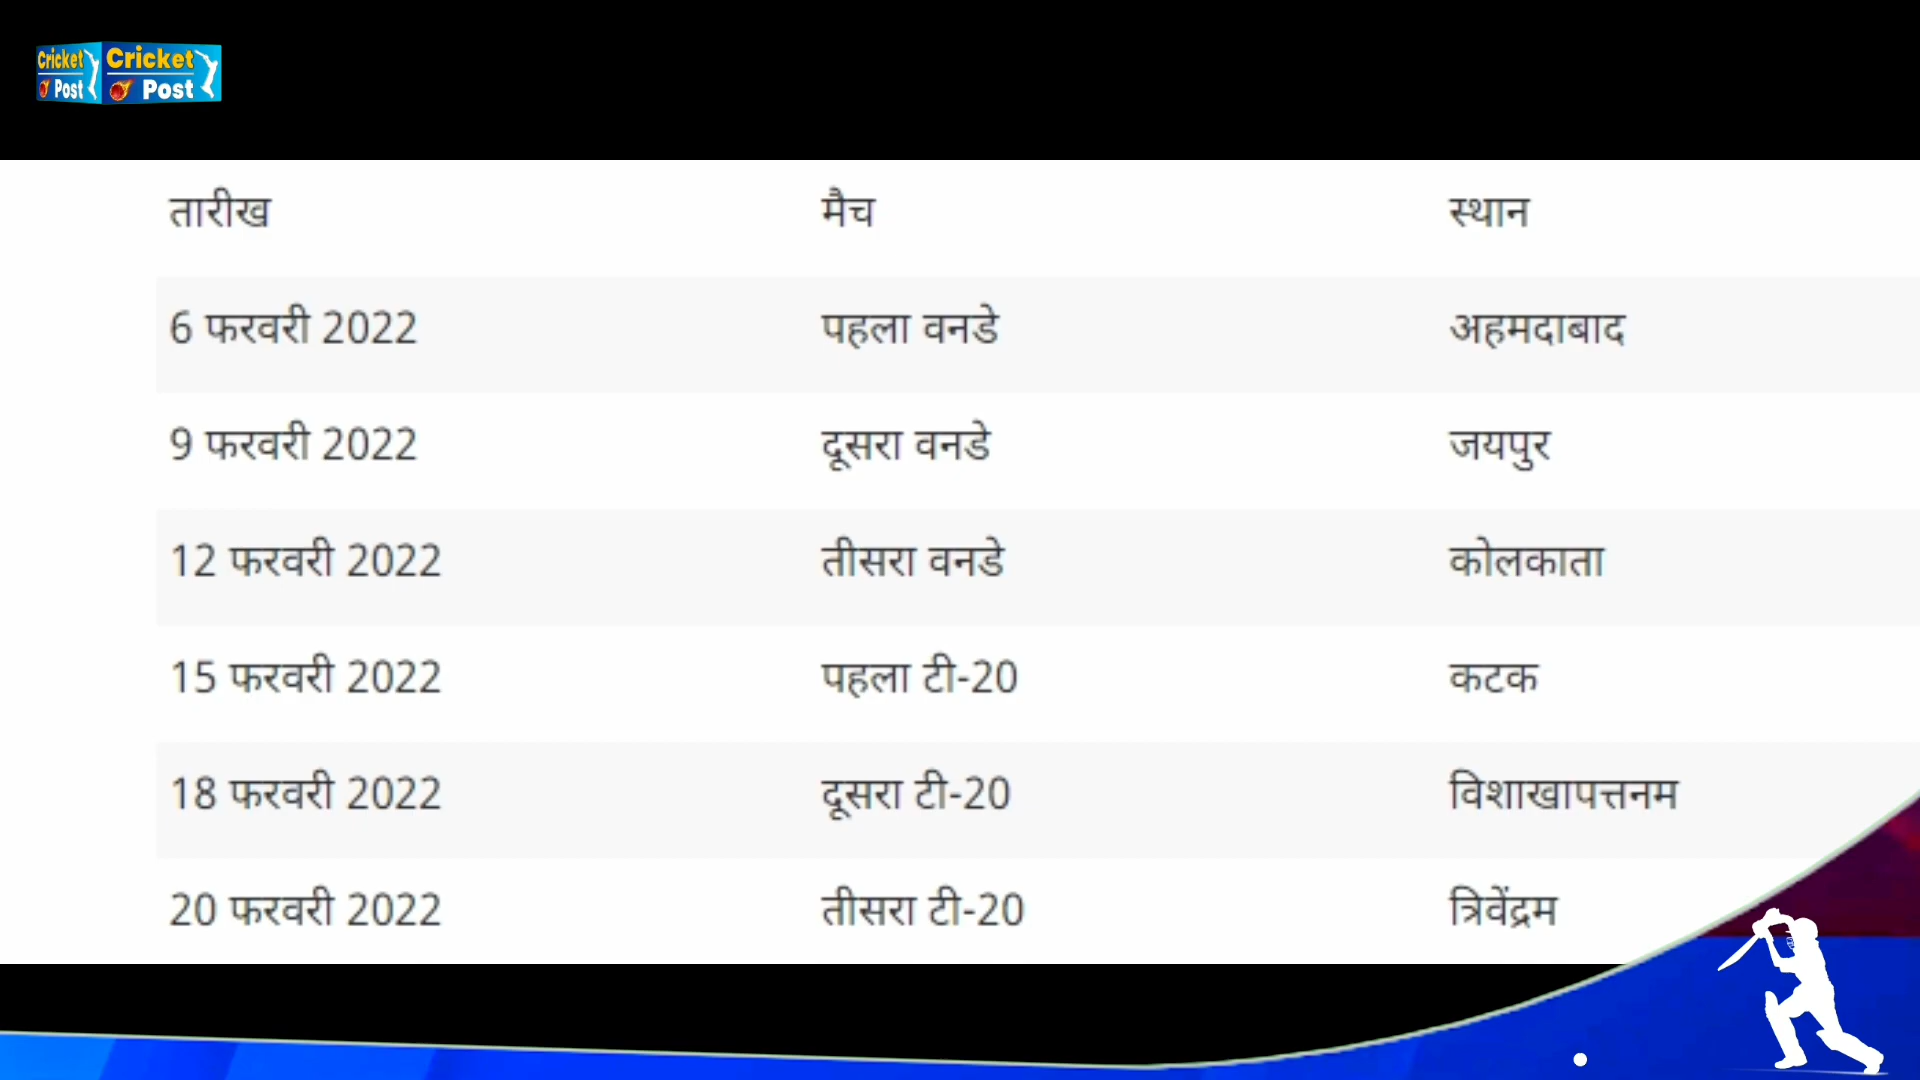 Cricket Post Cricket Post
तारीख मैच स्थान
6 फरवरी 2022 पहला वनडे अहमदाबाद
9 फरवरी 2022 दूसरा वनडे जयपुर
12 फरवरी 2022 तीसरा वनडे कोलकाता
15 फरवरी 2022 पहला टी-20 कटक
18 फरवरी 2022 दूसरा टी-20 विशाखापत्तनम
20 फरवरी 2022 तीसरा टी-20 त्रिवेंद्रम